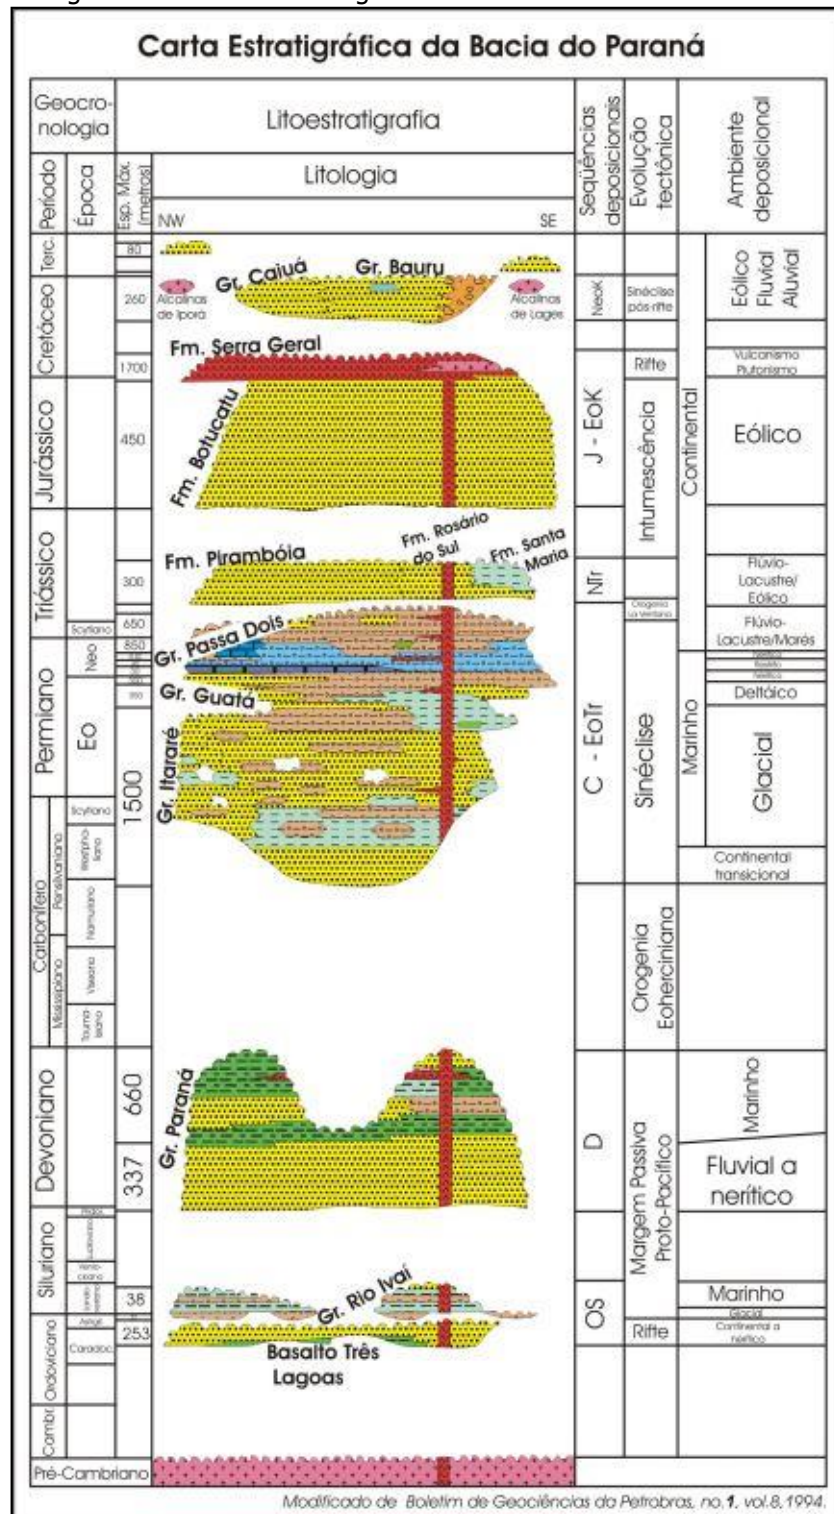 Carta Estratigráfica da Bacia do Paraná
Geocro-
nologia
Litoestratigrafia
Seqüências
deposicionais
Evolução
tectônica
Ambiente
deposicional
Período
Época
Esp. Máx.
(metros)
Litologia
NW
SE
Terc.
80
Gr. Caiuá
Gr. Bauru
Cretáceo
260
Alcalinas
de Iporá
Alcalinas
de Lages
NeoK
Sinéclise
pós-rifte
Eólico
Fluvial
Aluvial
Fm. Serra Geral
1700
Rifte
Vulcanismo
Plutonismo
Jurássico
450
Fm. Botucatu
J - EoK
Intumescência
Continental
Eólico
Triássico
Fm. Pirambóia
Fm. Rosário
do Sul
Fm. Santa
Maria
300
NTr
Flúvio-
Lacustre/
Eólico
Orogenia
La Ventana
Scytiano
650
Flúvio-
Lacustre/Marés
Permiano
Neo
850
Gr. Passa Dois
Gr. Guatá
Deltáico
Eo
1500
Gr. Itararé
C - EoTr
Sinéclise
Marinho
Glacial
Carbonífero
Pensilvaniano
Scytiano
Continental
transicional
Namuriano
Mississipiano
Viseano
Tournai-
Orogenia
Eoherciniana
Devoniano
660
337
Gr. Paraná
D
Margem Passiva
Proto-Pacífico
Marinho
Fluvial a
nerítico
Siluriano
38
Gr. Rio Ivaí
OS
Marinho
Glacial
Ordoviciano
Caradoc.
253
Rifte
Continental a
nerítico
Basalto Três
Lagoas
Cambr.
Pré-Cambriano
Modificado de Boletim de Geociências da Petrobras, no.1, vol.8,1994.